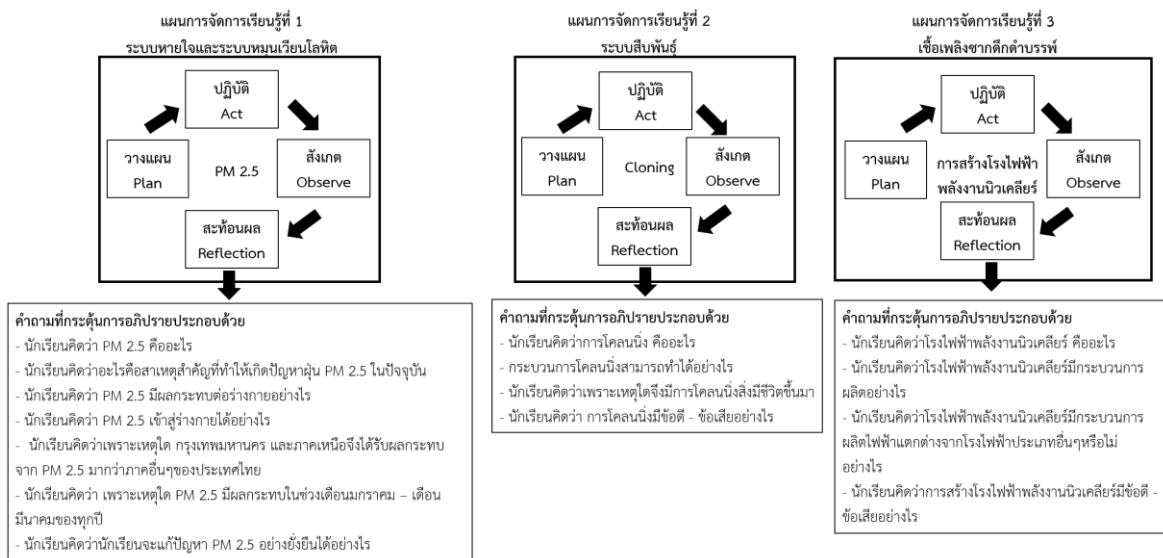 แผนการจัดการเรียนรู้ที่ 1
ระบบหายใจและระบบหมุนเวียนโลหิต
ปฏิบัติ
Act
วางแผน
Plan
PM 2.5
สังเกต
Observe
สะท้อนผล
Reflection
คำถามที่กระตุ้นการอภิปรายประกอบด้วย
- นักเรียนคิดว่า PM 2.5 คืออะไร
- นักเรียนคิดว่าอะไรคือสาเหตุสำคัญที่ทำให้เกิดปัญหาฝุ่น PM 2.5 ในปัจจุบัน
- นักเรียนคิดว่า PM 2.5 มีผลกระทบต่อร่างกายอย่างไร
- นักเรียนคิดว่า PM 2.5 เข้าสู่ร่างกายได้อย่างไร
- นักเรียนคิดว่าเพราะเหตุใด กรุงเทพมหานคร และภาคเหนือจึงได้รับผลกระทบ
จาก PM 2.5 มากว่าภาคอื่นๆของประเทศไทย
- นักเรียนคิดว่า เพราะเหตุใด PM 2.5 มีผลกระทบในช่วงเดือนมกราคม – เดือน
มีนาคมของทุกปี
- นักเรียนคิดว่านักเรียนจะแก้ปัญหา PM 2.5 อย่างยั่งยืนได้อย่างไร
แผนการจัดการเรียนรู้ที่ 2
ระบบสืบพันธุ์
ปฏิบัติ
Act
วางแผน
Plan
Cloning
สังเกต
Observe
สะท้อนผล
Reflection
คำถามที่กระตุ้นการอภิปรายประกอบด้วย
- นักเรียนคิดว่าการโคลนนิ่ง คืออะไร
- กระบวนการโคลนนิ่งสามารถทำได้อย่างไร
- นักเรียนคิดว่าเพราะเหตุใดจึงมีการโคลนนิ่งสิ่งมีชีวิตขึ้นมา
- นักเรียนคิดว่า การโคลนนิ่งมีข้อดี - ข้อเสียอย่างไร
แผนการจัดการเรียนรู้ที่ 3
เชื้อเพลิงซากดึกดำบรรพ์
ปฏิบัติ
Act
วางแผน
Plan
การสร้างโรงไฟฟ้า
พลังงานนิวเคลียร์
สังเกต
Observe
สะท้อนผล
Reflection
คำถามที่กระตุ้นการอภิปรายประกอบด้วย
- นักเรียนคิดว่าโรงไฟฟ้าพลังงานนิวเคลียร์ คืออะไร
- นักเรียนคิดว่าโรงไฟฟ้าพลังงานนิวเคลียร์มีกระบวนการ
ผลิตอย่างไร
- นักเรียนคิดว่าโรงไฟฟ้าพลังงานนิวเคลียร์มีกระบวนการ
ผลิตไฟฟ้าแตกต่างจากโรงไฟฟ้าประเภทอื่นๆหรือไม่
อย่างไร
- นักเรียนคิดว่าการสร้างโรงไฟฟ้าพลังงานนิวเคลียร์มีข้อดี -
ข้อเสียอย่างไร